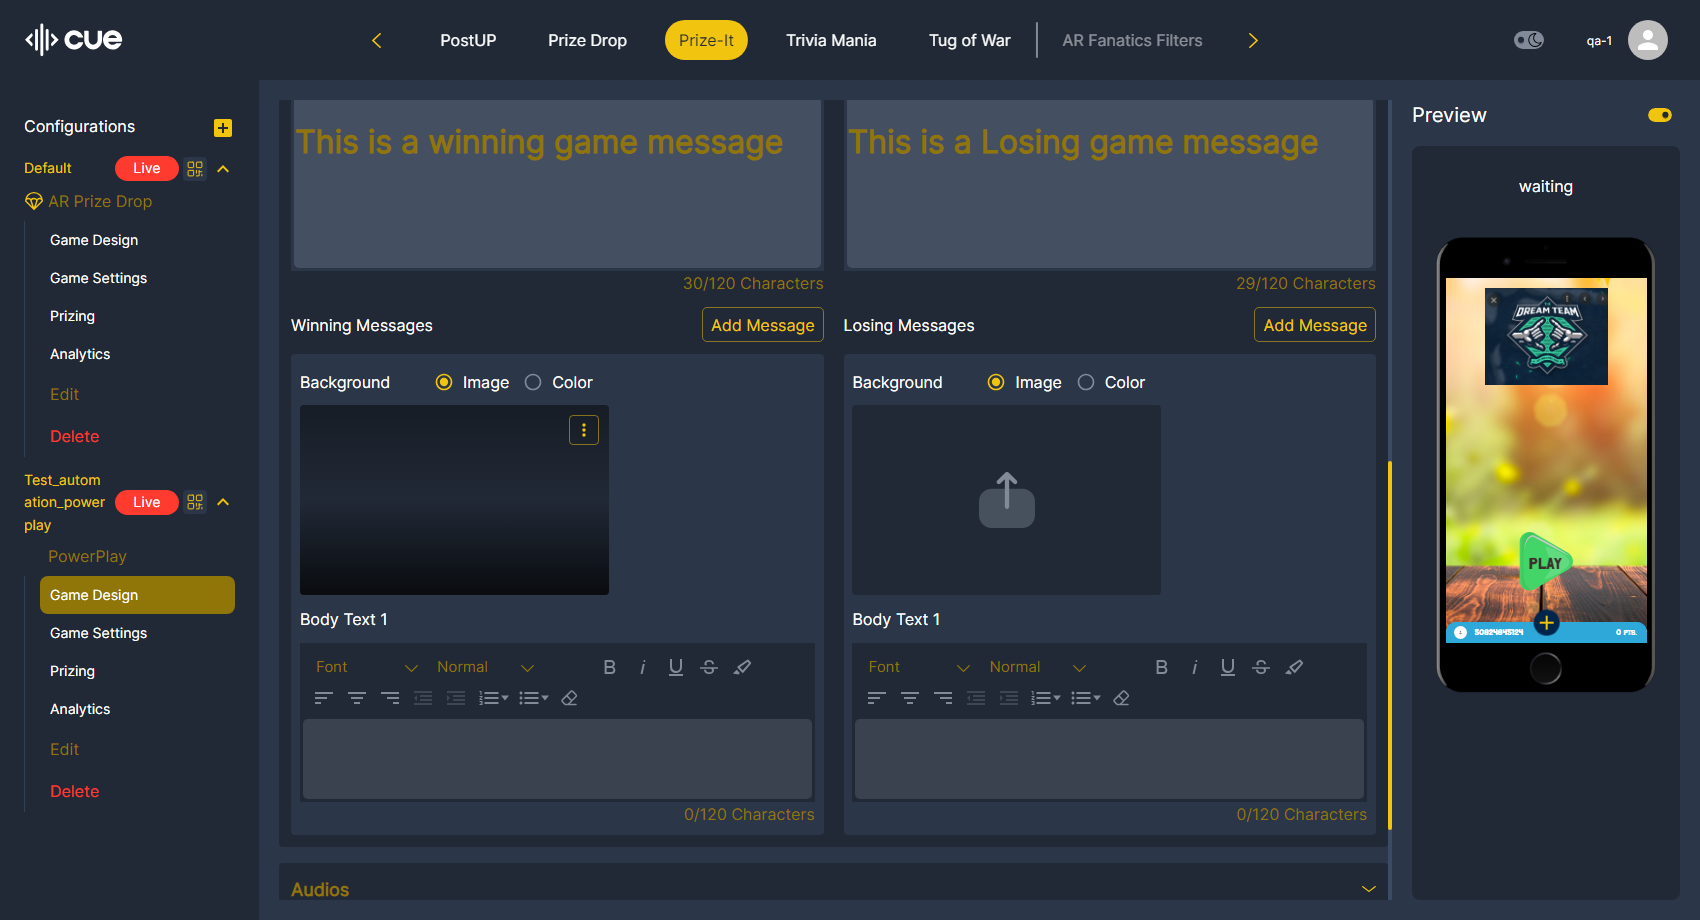 cue
PostUP
Prize Drop
Prize-It
Trivia Mania
Tug of War
AR Fanatics Filters
qa-1
Configurations
Default
Live
AR Prize Drop
Game Design
Game Settings
Prizing
Analytics
Edit
Delete
Test_autom
ation_power
play
Live
PowerPlay
Game Design
Game Settings
Prizing
Analytics
Edit
Delete
This is a winning game message
30/120 Characters
This is a Losing game message
29/120 Characters
Winning Messages
Add Message
Losing Messages
Add Message
Background
Image
Color
Background
Image
Color
Body Text 1
Body Text 1
Font
Normal
Font
Normal
0/120 Characters
0/120 Characters
Audios
Preview
waiting
DREAM TEAM
PLAY
0 PTS.